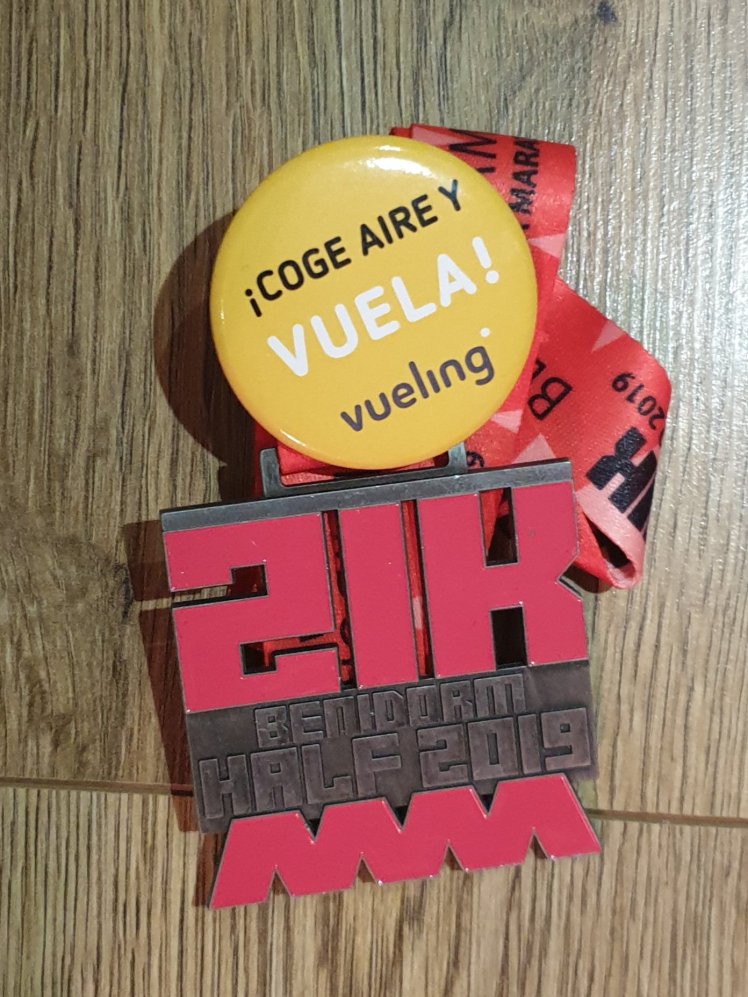 ¡COGE AIRE Y
VUELA!
vueling
21K
BENIDORM
HALF 2019
2019